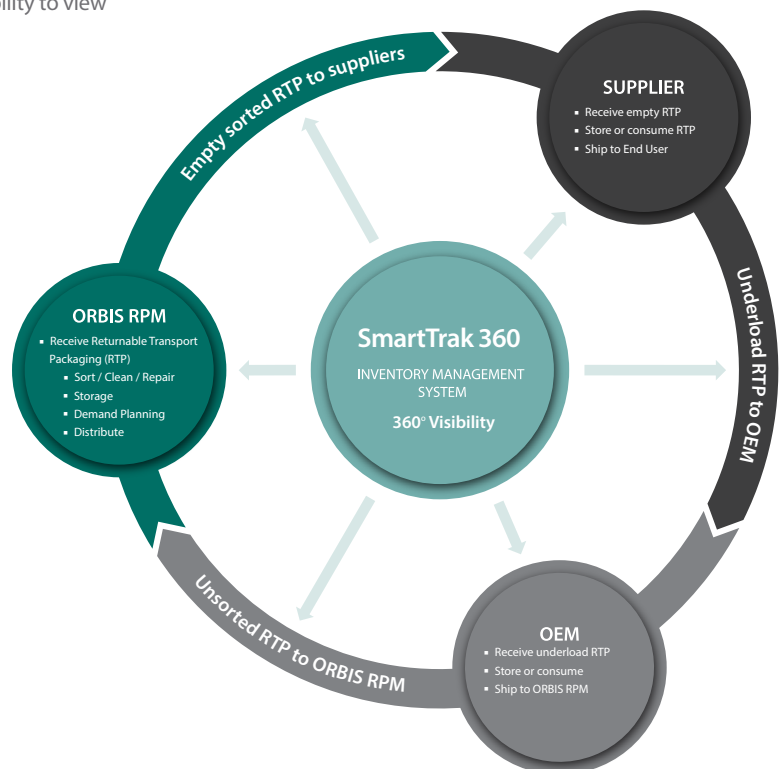 ility to view
Empty sorted RTP to suppliers
SUPPLIER
▪ Receive empty RTP
▪ Store or consume RTP
▪ Ship to End User
Underload RTP to OEM
ORBIS RPM
▪ Receive Returnable Transport
Packaging (RTP)
▪ Sort / Clean / Repair
▪ Storage
▪ Demand Planning
▪ Distribute
SmartTrak 360
INVENTORY MANAGEMENT
SYSTEM
360° Visibility
OEM
▪ Receive underload RTP
▪ Store or consume
▪ Ship to ORBIS RPM
Unsorted RTP to ORBIS RPM